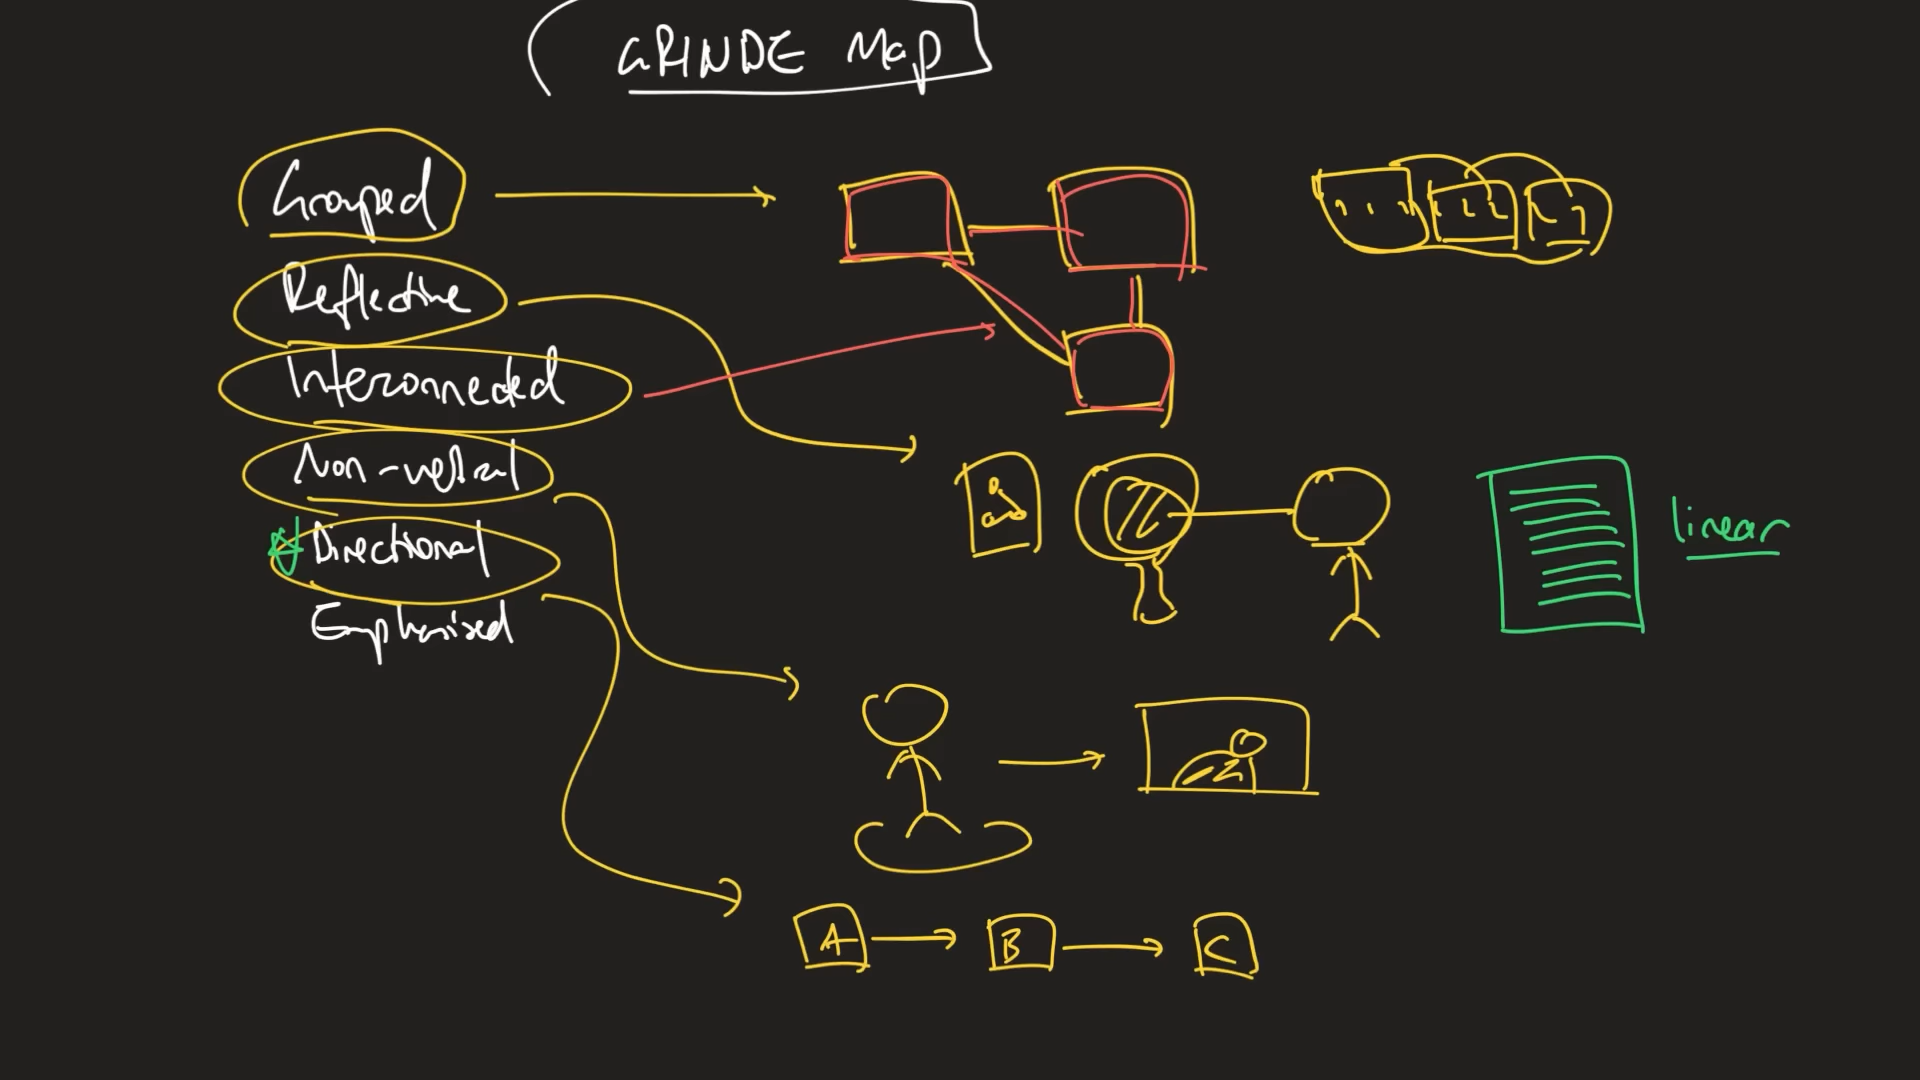 GRINDE Map
Grouped
Reflective
Interconnected
Non-verbal
Directional
Emphasised
linear
A
B
C